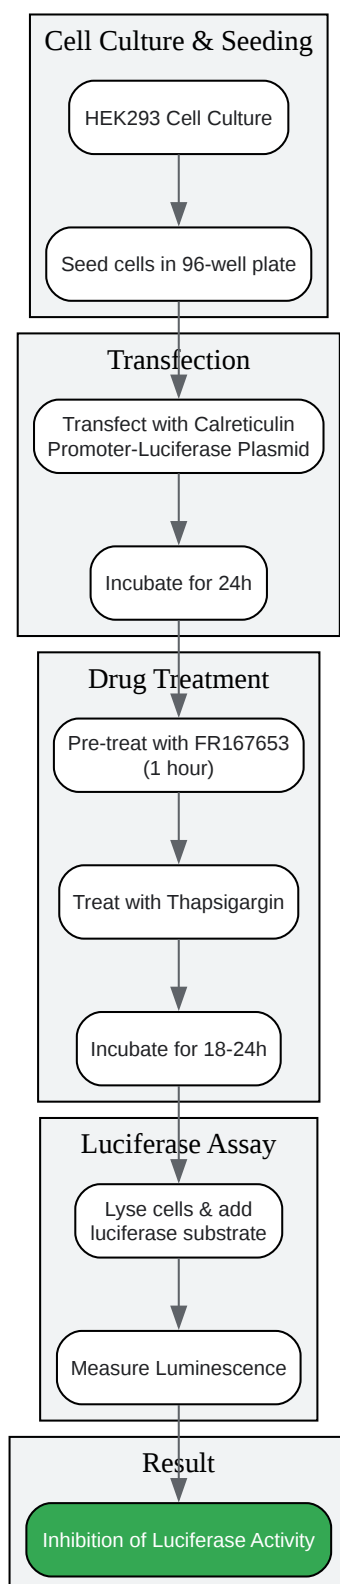 Cell Culture & Seeding
HEK293 Cell Culture
Seed cells in 96-well plate
Transfection
Transfect with Calreticulin
Promoter-Luciferase Plasmid
Incubate for 24h
Drug Treatment
Pre-treat with FR167653
(1 hour)
Treat with Thapsigargin
Incubate for 18-24h
Luciferase Assay
Lyse cells & add
luciferase substrate
Measure Luminescence
Result
Inhibition of Luciferase Activity